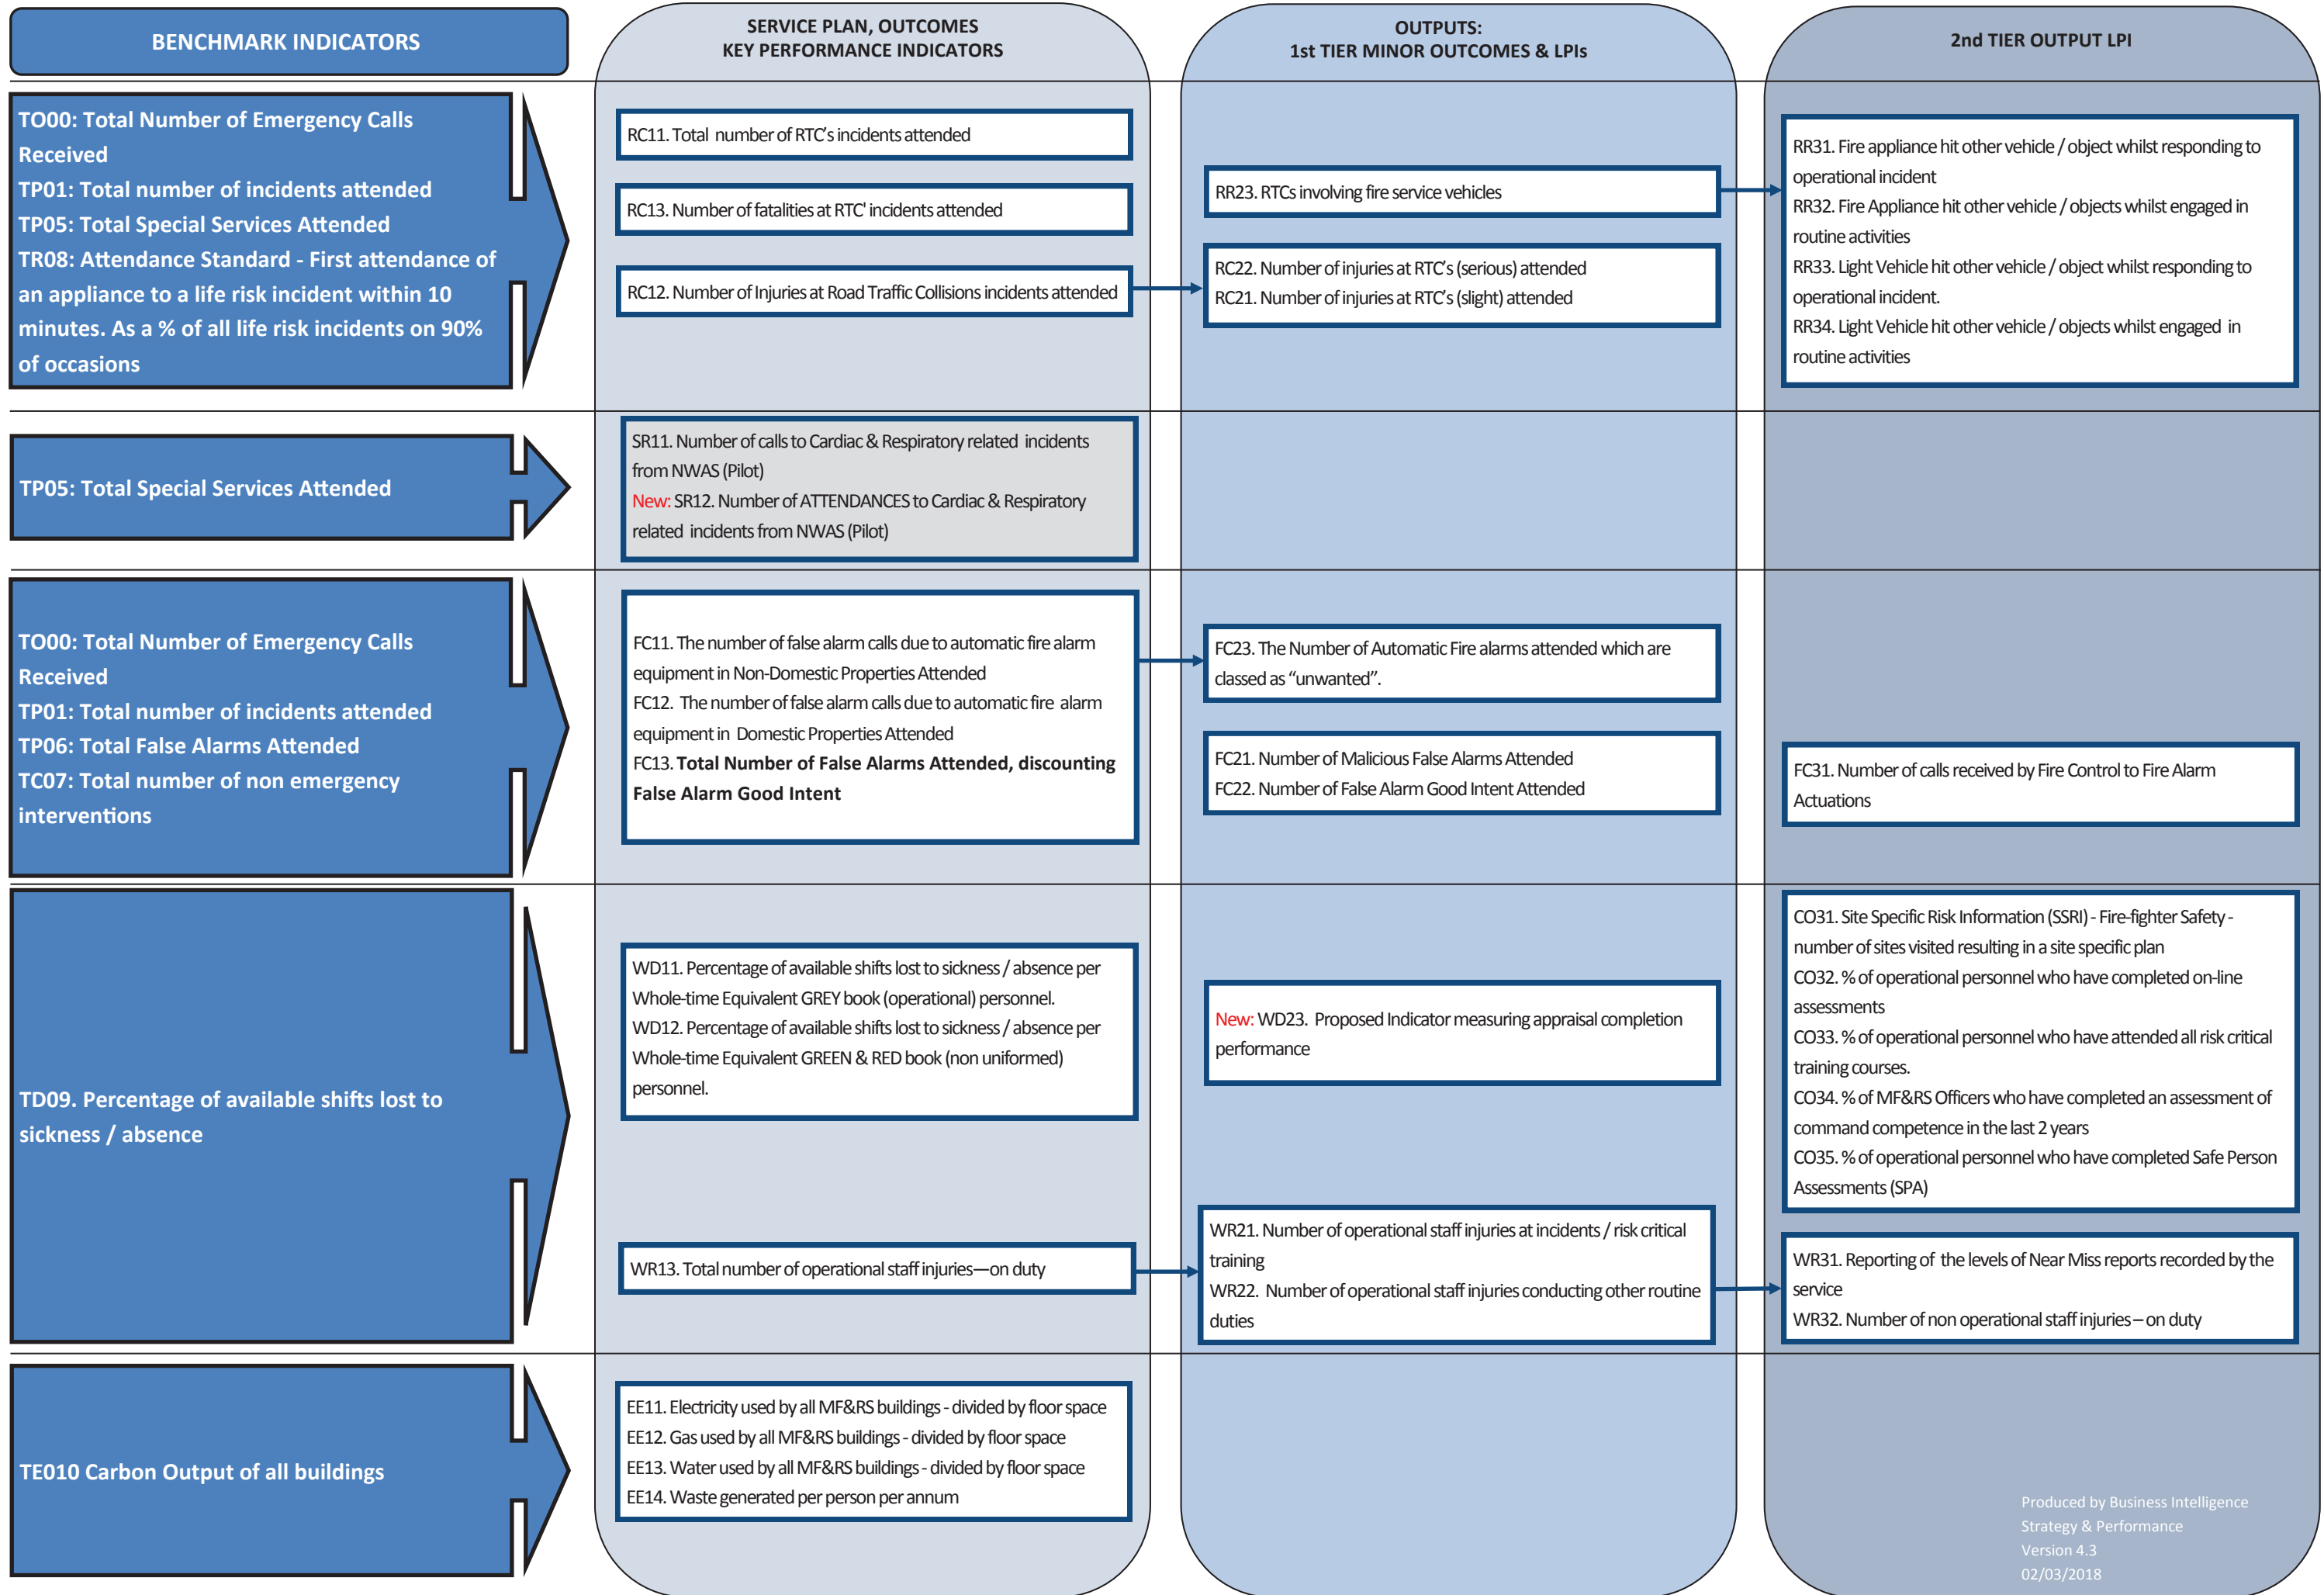 BENCHMARK INDICATORS
SERVICE PLAN, OUTCOMES
KEY PERFORMANCE INDICATORS
OUTPUTS:
1st TIER MINOR OUTCOMES & LPIs
2nd TIER OUTPUT LPI
TO00: Total Number of Emergency Calls
Received
TP01: Total number of incidents attended
TP05: Total Special Services Attended
TR08: Attendance Standard - First attendance of
an appliance to a life risk incident within 10
minutes. As a % of all life risk incidents on 90%
of occasions
RC11. Total  number of RTC's incidents attended
RC13. Number of fatalities at RTC' incidents attended
RC12. Number of Injuries at Road Traffic Collisions incidents attended
RR23. RTCs involving fire service vehicles
RC22. Number of injuries at RTC's (serious) attended
RC21. Number of injuries at RTC's (slight) attended
RR31. Fire appliance hit other vehicle / object whilst responding to
operational incident
RR32. Fire Appliance hit other vehicle / objects whilst engaged in
routine activities
RR33. Light Vehicle hit other vehicle / object whilst responding to
operational incident.
RR34. Light Vehicle hit other vehicle / objects whilst engaged  in
routine activities
TP05: Total Special Services Attended
SR11. Number of calls to Cardiac & Respiratory related  incidents
from NWAS (Pilot)
New: SR12. Number of ATTENDANCES to Cardiac & Respiratory
related  incidents from NWAS (Pilot)
TO00: Total Number of Emergency Calls
Received
TP01: Total number of incidents attended
TP06: Total False Alarms Attended
TC07: Total number of non emergency
interventions
FC11. The number of false alarm calls due to automatic fire alarm
equipment in Non-Domestic Properties Attended
FC12.  The number of false alarm calls due to automatic fire  alarm
equipment in  Domestic Properties Attended
FC13. Total Number of False Alarms Attended, discounting
False Alarm Good Intent
FC23. The Number of Automatic Fire alarms attended which are
classed as “unwanted”.
FC21. Number of Malicious False Alarms Attended
FC22. Number of False Alarm Good Intent Attended
FC31. Number of calls received by Fire Control to Fire Alarm
Actuations
TD09. Percentage of available shifts lost to
sickness / absence
WD11. Percentage of available shifts lost to sickness / absence per
Whole-time Equivalent GREY book (operational) personnel.
WD12. Percentage of available shifts lost to sickness / absence per
Whole-time Equivalent GREEN & RED book (non uniformed)
personnel.
WR13. Total number of operational staff injuries—on duty
New: WD23.  Proposed Indicator measuring appraisal completion
performance
WR21. Number of operational staff injuries at incidents / risk critical
training
WR22.  Number of operational staff injuries conducting other routine
duties
CO31. Site Specific Risk Information (SSRI) - Fire-fighter Safety -
number of sites visited resulting in a site specific plan
CO32. % of operational personnel who have completed on-line
assessments
CO33. % of operational personnel who have attended all risk critical
training courses.
CO34. % of MF&RS Officers who have completed an assessment of
command competence in the last 2 years
CO35. % of operational personnel who have completed Safe Person
Assessments (SPA)
WR31. Reporting of  the levels of Near Miss reports recorded by the
service
WR32. Number of non operational staff injuries – on duty
TE010 Carbon Output of all buildings
EE11. Electricity used by all MF&RS buildings - divided by floor space
EE12. Gas used by all MF&RS buildings - divided by floor space
EE13. Water used by all MF&RS buildings - divided by floor space
EE14. Waste generated per person per annum
Produced by Business Intelligence
Strategy & Performance
Version 4.3
02/03/2018